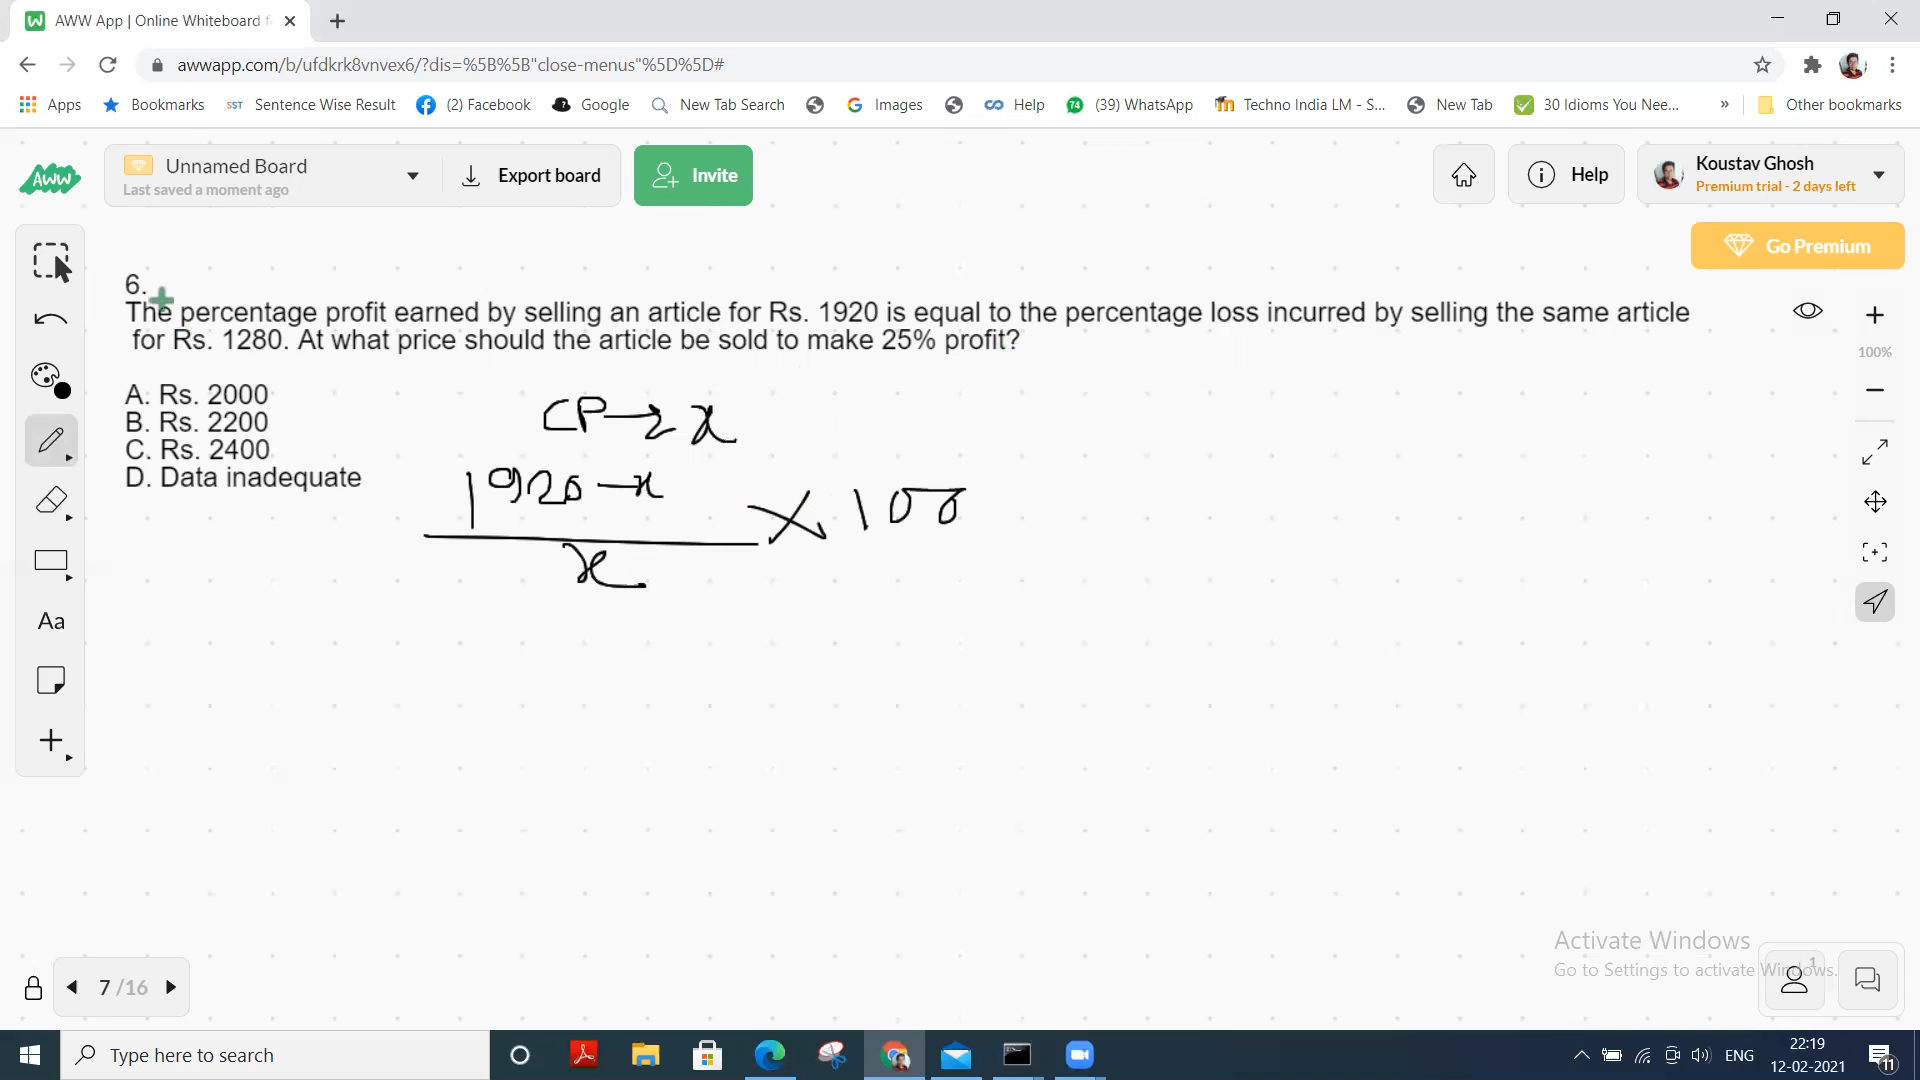 AWW App | Online Whiteboard f
awwapp.com/b/ufdkrk8vnvex6/?dis=%5B%5B"close-menus"%5D%5D#
Apps Bookmarks SST Sentence Wise Result (2) Facebook Google New Tab Search Images Help 74 (39) WhatsApp Techno India LM - S... New Tab 30 Idioms You Nee... » Other bookmarks
AWW Unnamed Board Export board Invite Help Koustav Ghosh
Last saved a moment ago Premium trial - 2 days left
Go Premium
6.
The percentage profit earned by selling an article for Rs. 1920 is equal to the percentage loss incurred by selling the same article
for Rs. 1280. At what price should the article be sold to make 25% profit?
100%
A. Rs. 2000
B. Rs. 2200
C. Rs. 2400
D. Data inadequate
CP→x
1920-x
× 100
x
Aa
Activate Windows
Go to Settings to activate Windows.
1
7 /16
Type here to search
ENG
22:19
12-02-2021
11